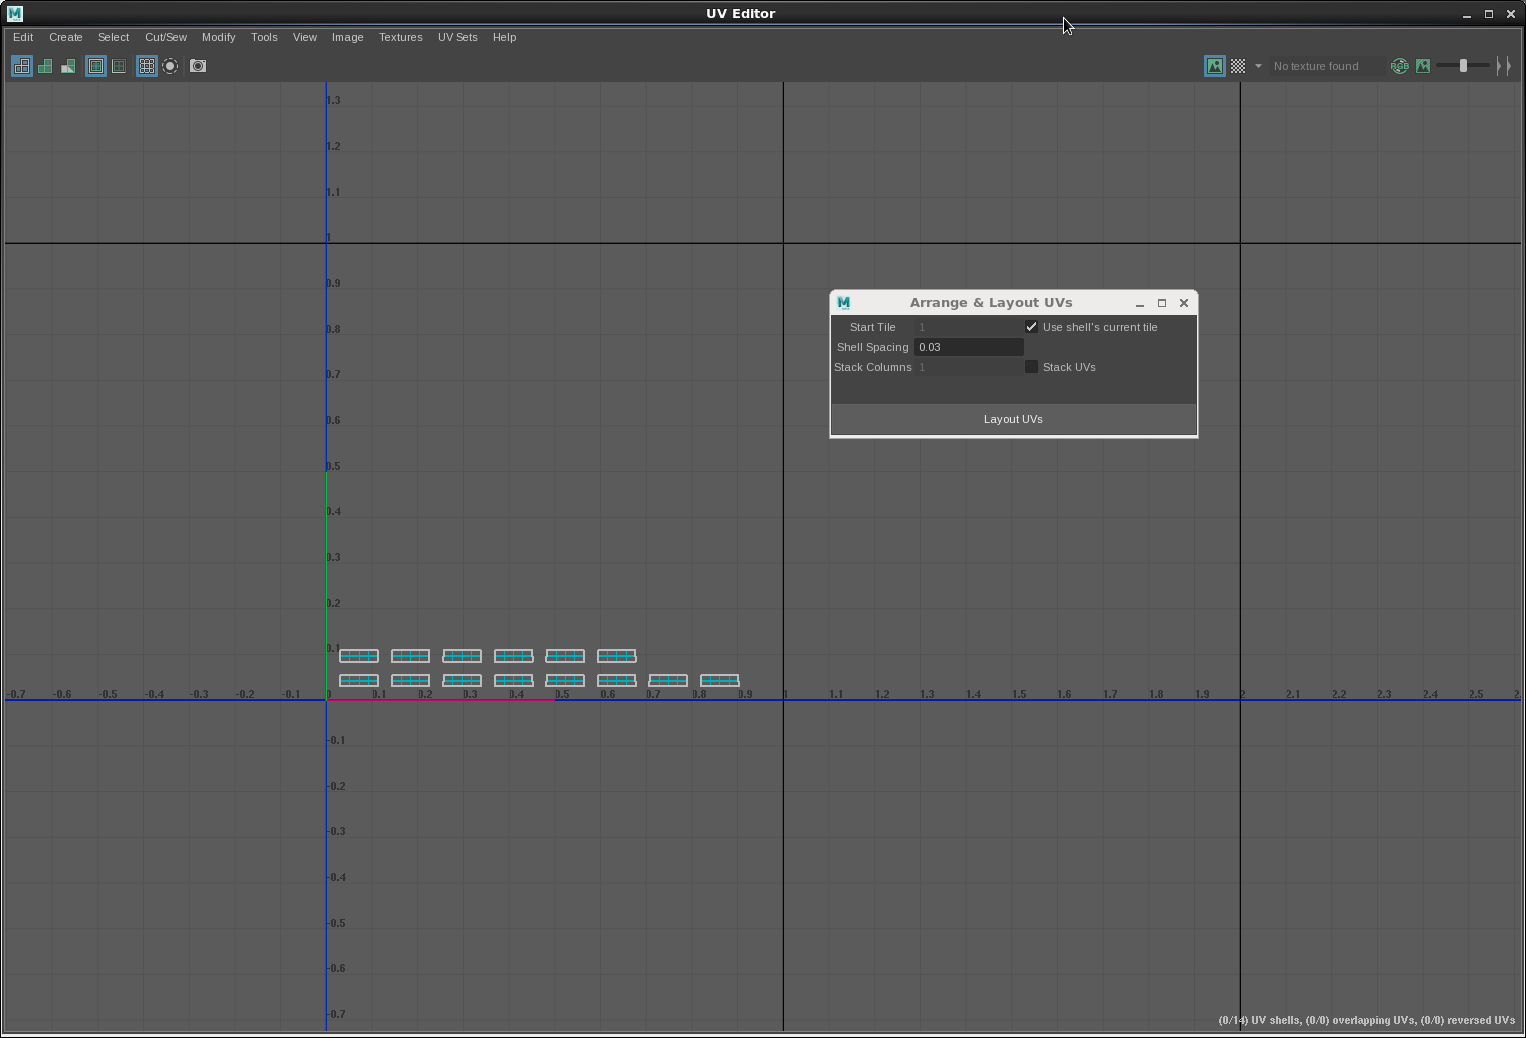 UV Editor
Edit Create Select Cut/Sew Modify Tools View Image Textures UV Sets Help
No texture found RGB
1.3
1.2
1.1
1
0.9
0.8
0.7
0.6
0.5
0.4
0.3
0.2
0.1
-0.7 -0.6 -0.5 -0.4 -0.3 -0.2 -0.1 0 0.1 0.2 0.3 0.4 0.5 0.6 0.7 0.8 0.9 1 1.1 1.2 1.3 1.4 1.5 1.6 1.7 1.8 1.9 2 2.1 2.2 2.3 2.4 2.5
-0.1
-0.2
-0.3
-0.4
-0.5
-0.6
-0.7
Arrange & Layout UVs
Start Tile 1 Use shell's current tile
Shell Spacing 0.03
Stack Columns 1 Stack UVs
Layout UVs
(0/14) UV shells, (0/0) overlapping UVs, (0/0) reversed UVs